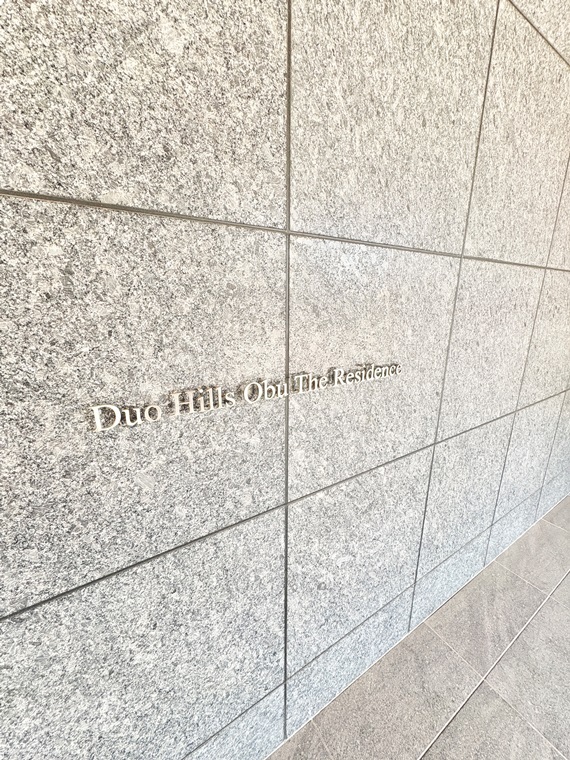 Duo Hills Obu The Residence